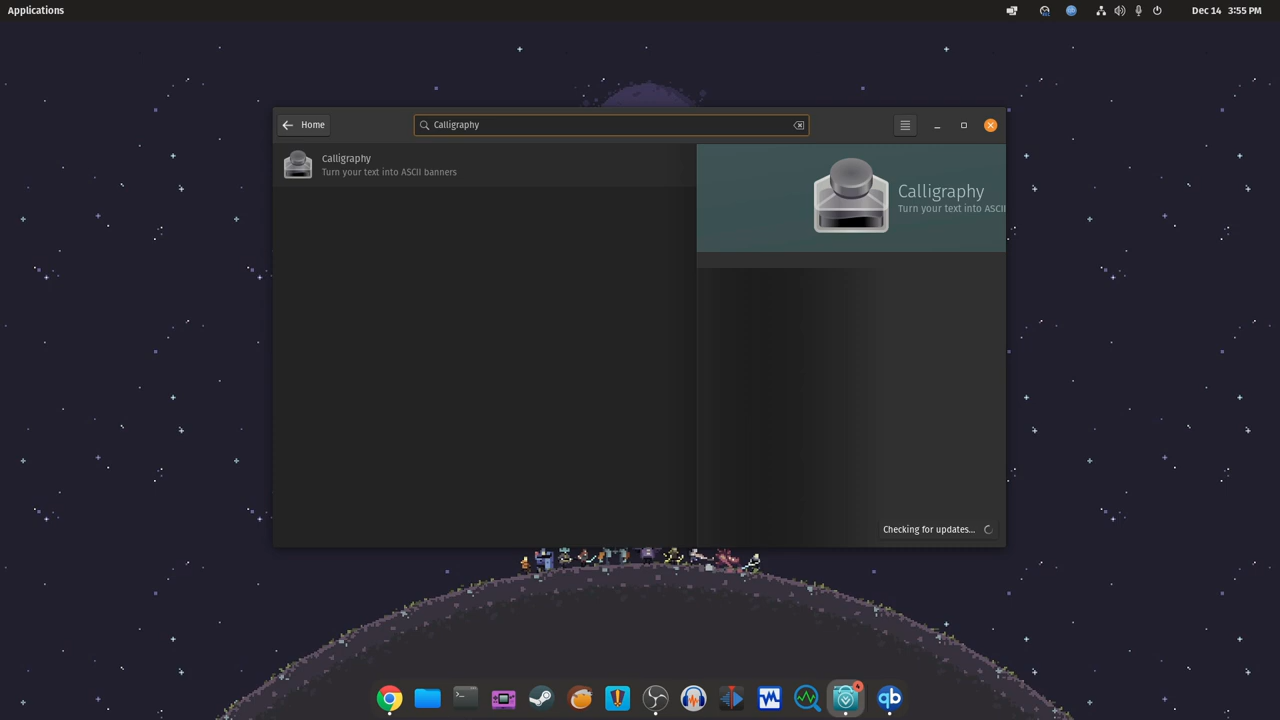 Applications
Dec 14 3:55 PM
Home
Calligraphy
Calligraphy
Turn your text into ASCII banners
Calligraphy
Turn your text into ASCII
Checking for updates...